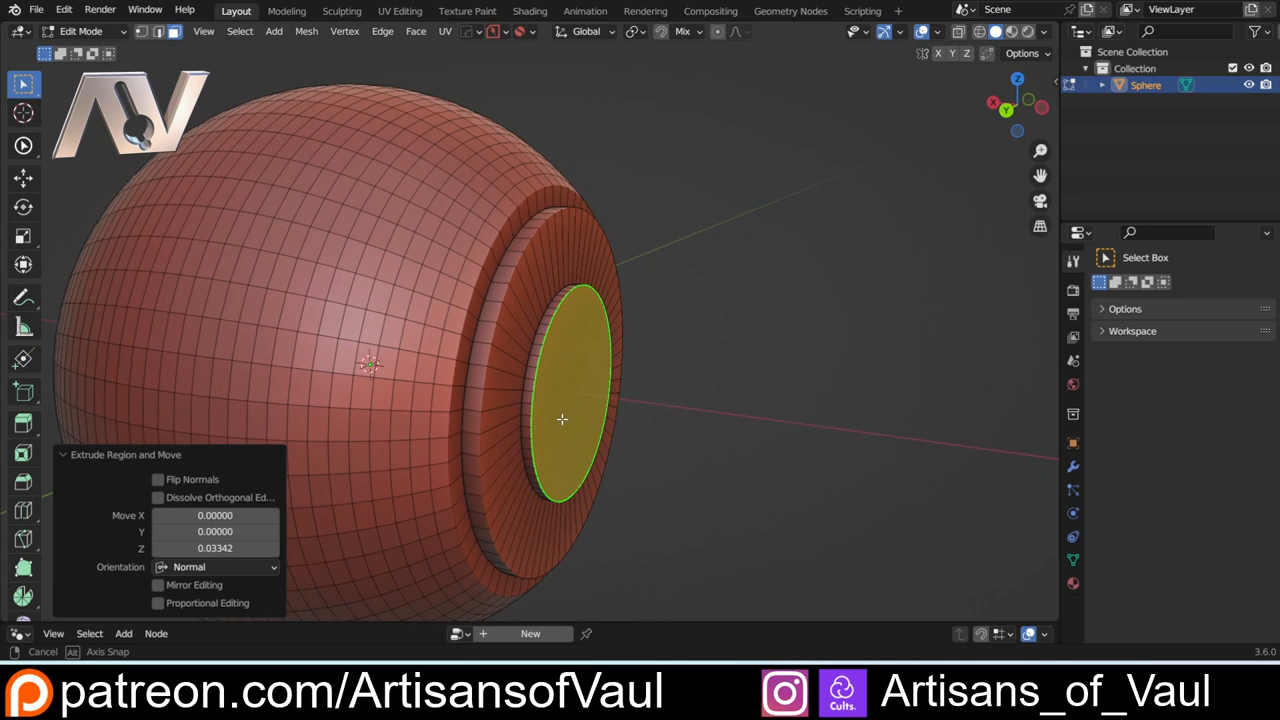 File Edit Render Window Help Layout Modeling Sculpting UV Editing Texture Paint Shading Animation Rendering Compositing Geometry Nodes Scripting + Scene ViewLayer
Edit Mode View Select Add Mesh Vertex Edge Face UV Global Mix
X Y Z Options
Scene Collection
Collection
Sphere
AV
Z
X
Y
Select Box
Options
Workspace
Extrude Region and Move
Flip Normals
Dissolve Orthogonal Ed...
Move X 0.00000
Y 0.00000
Z 0.03342
Orientation Normal
Mirror Editing
Proportional Editing
View Select Add Node + New
Cancel Alt Axis Snap 3.6.0
patreon.com/ArtisansofVaul Cults. Artisans_of_Vaul